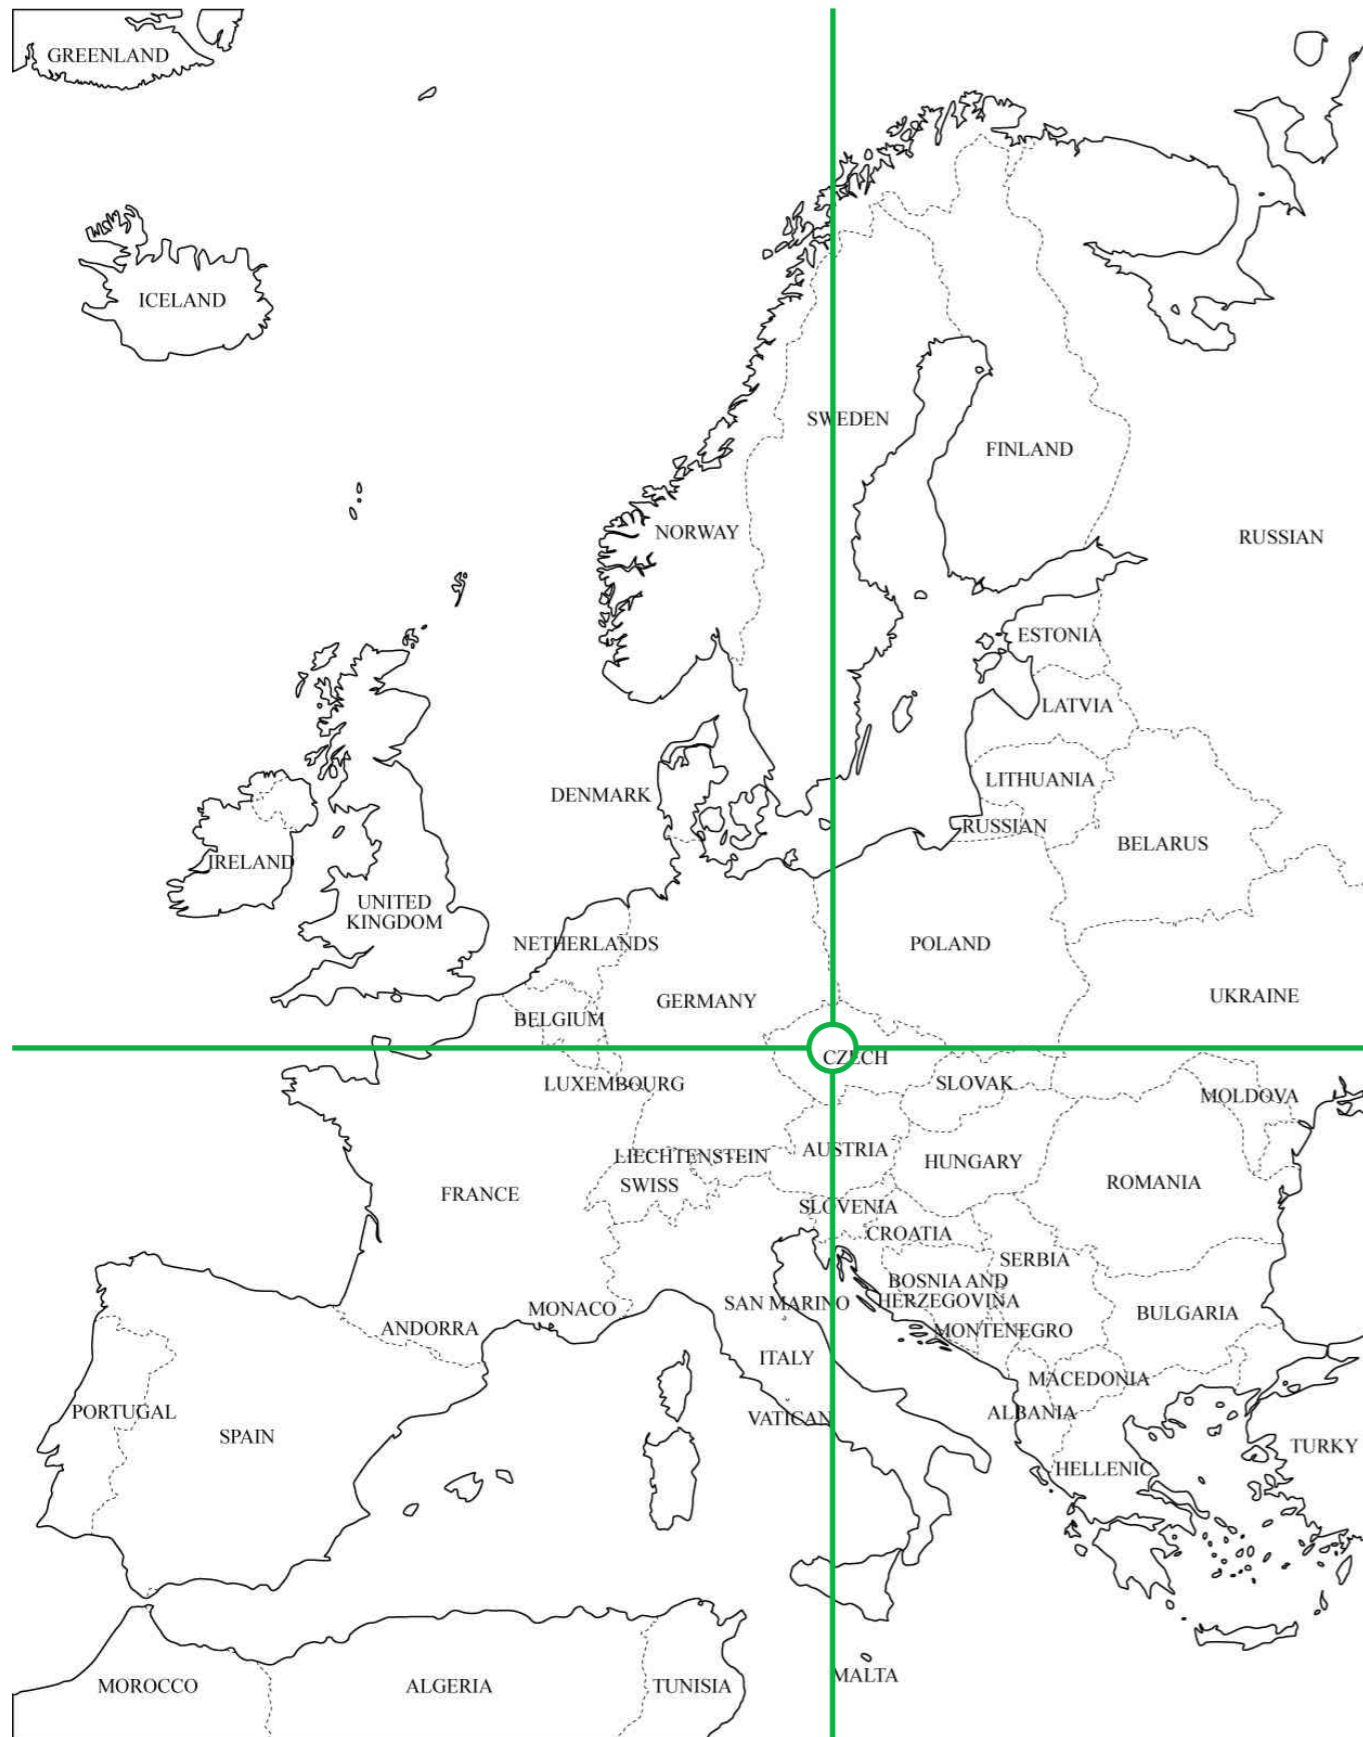 GREENLAND
ICELAND
SWEDEN
FINLAND
NORWAY
RUSSIAN
ESTONIA
LATVIA
LITHUANIA
DENMARK
RUSSIAN
BELARUS
IRELAND
UNITED
KINGDOM
NETHERLANDS
POLAND
GERMANY
UKRAINE
BELGIUM
CZECH
LUXEMBOURG
SLOVAK
MOLDOVA
AUSTRIA
LIECHTENSTEIN
HUNGARY
SWISS
ROMANIA
FRANCE
SLOVENIA
CROATIA
SERBIA
BOSNIA AND
HERZEGOVINA
SAN MARINO
MONACO
BULGARIA
ANDORRA
MONTENEGRO
ITALY
MACEDONIA
PORTUGAL
ALBANIA
VATICAN
SPAIN
TURKY
HELLENIC
MALTA
MOROCCO
ALGERIA
TUNISIA